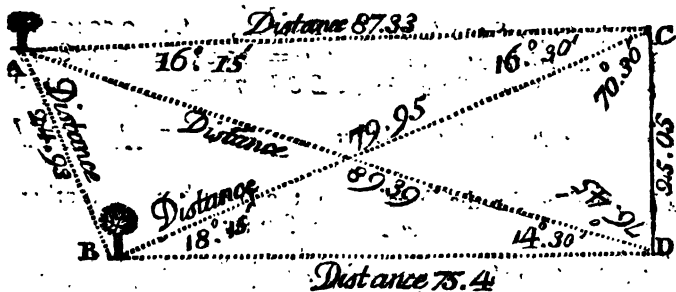 Distance 87.33
A
C
16°. 15'
16°. 30'
70°. 30'
Distance
24.93
Distance
79.95
89.39
95.05
Distance
76°. 45'
B
18°. 15'
14°. 30'
D
Distance 75.4